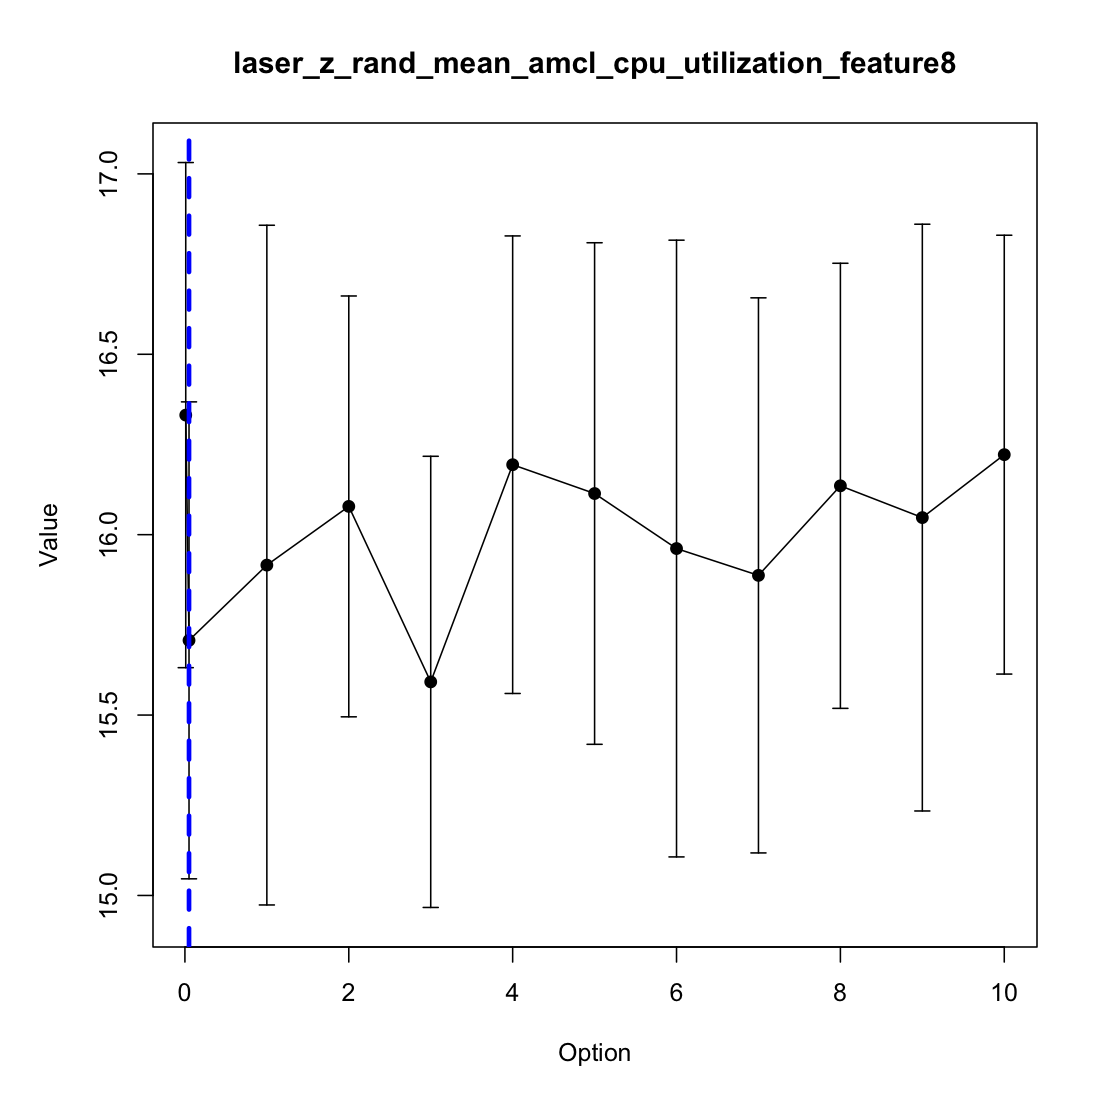 laser_z_rand_mean_amcl_cpu_utilization_feature8
Value
17.0
16.5
16.0
15.5
15.0
0 2 4 6 8 10
Option